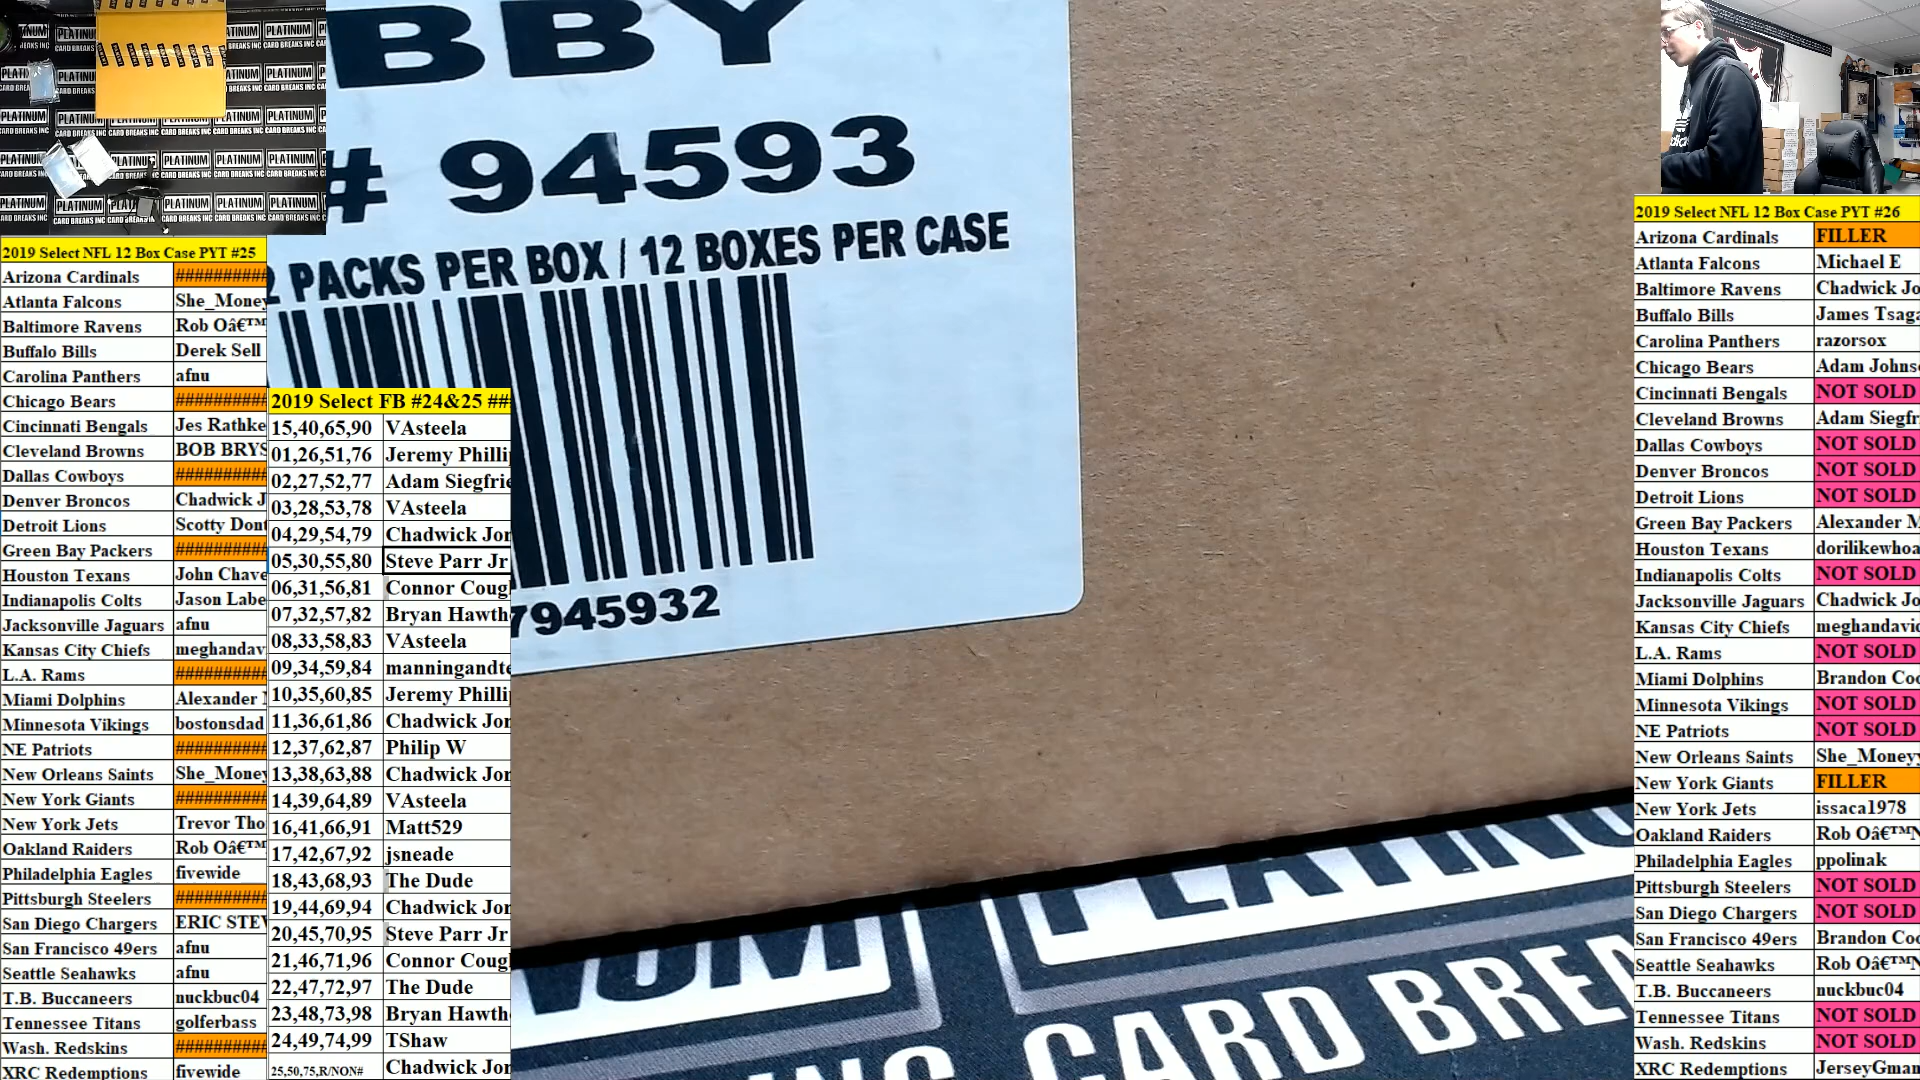 BBY
# 94593
2 PACKS PER BOX / 12 BOXES PER CASE
7945932
PLATINUM
CARD BREAKS INC
CARD BRE
2019 Select NFL 12 Box Case PYT #25
Arizona Cardinals ##########
Atlanta Falcons She_Money
Baltimore Ravens Rob Oâ€™
Buffalo Bills Derek Sell
Carolina Panthers afnu
Chicago Bears ##########
Cincinnati Bengals Jes Rathke
Cleveland Browns BOB BRYS
Dallas Cowboys ##########
Denver Broncos Chadwick J
Detroit Lions Scotty Dont
Green Bay Packers ##########
Houston Texans John Chave
Indianapolis Colts Jason Labe
Jacksonville Jaguars afnu
Kansas City Chiefs meghandav
L.A. Rams ##########
Miami Dolphins Alexander
Minnesota Vikings bostonsdad
NE Patriots ##########
New Orleans Saints She_Money
New York Giants ##########
New York Jets Trevor Tho
Oakland Raiders Rob Oâ€™
Philadelphia Eagles fivewide
Pittsburgh Steelers ##########
San Diego Chargers ERIC STEV
San Francisco 49ers afnu
Seattle Seahawks afnu
T.B. Buccaneers nuckbuc04
Tennessee Titans golferbass
Wash. Redskins ##########
XRC Redemptions fivewide
2019 Select FB #24&25 ##
15,40,65,90 VAsteela
01,26,51,76 Jeremy Phillip
02,27,52,77 Adam Siegfrie
03,28,53,78 VAsteela
04,29,54,79 Chadwick Jon
05,30,55,80 Steve Parr Jr
06,31,56,81 Connor Coug
07,32,57,82 Bryan Hawth
08,33,58,83 VAsteela
09,34,59,84 manningandte
10,35,60,85 Jeremy Phillip
11,36,61,86 Chadwick Jon
12,37,62,87 Philip W
13,38,63,88 Chadwick Jon
14,39,64,89 VAsteela
16,41,66,91 Matt529
17,42,67,92 jsneade
18,43,68,93 The Dude
19,44,69,94 Chadwick Jon
20,45,70,95 Steve Parr Jr
21,46,71,96 Connor Coug
22,47,72,97 The Dude
23,48,73,98 Bryan Hawth
24,49,74,99 TShaw
25,50,75,R/NON# Chadwick Jon
2019 Select NFL 12 Box Case PYT #26
Arizona Cardinals FILLER
Atlanta Falcons Michael E
Baltimore Ravens Chadwick Jo
Buffalo Bills James Tsaga
Carolina Panthers razorsox
Chicago Bears Adam Johns
Cincinnati Bengals NOT SOLD
Cleveland Browns Adam Siegfr
Dallas Cowboys NOT SOLD
Denver Broncos NOT SOLD
Detroit Lions NOT SOLD
Green Bay Packers Alexander M
Houston Texans dorilikewhoa
Indianapolis Colts NOT SOLD
Jacksonville Jaguars Chadwick Jo
Kansas City Chiefs meghandavid
L.A. Rams NOT SOLD
Miami Dolphins Brandon Coo
Minnesota Vikings NOT SOLD
NE Patriots NOT SOLD
New Orleans Saints She_Moneyy
New York Giants FILLER
New York Jets issaca1978
Oakland Raiders Rob Oâ€™N
Philadelphia Eagles ppolinak
Pittsburgh Steelers NOT SOLD
San Diego Chargers NOT SOLD
San Francisco 49ers Brandon Coo
Seattle Seahawks Rob Oâ€™N
T.B. Buccaneers nuckbuc04
Tennessee Titans NOT SOLD
Wash. Redskins NOT SOLD
XRC Redemptions JerseyGman